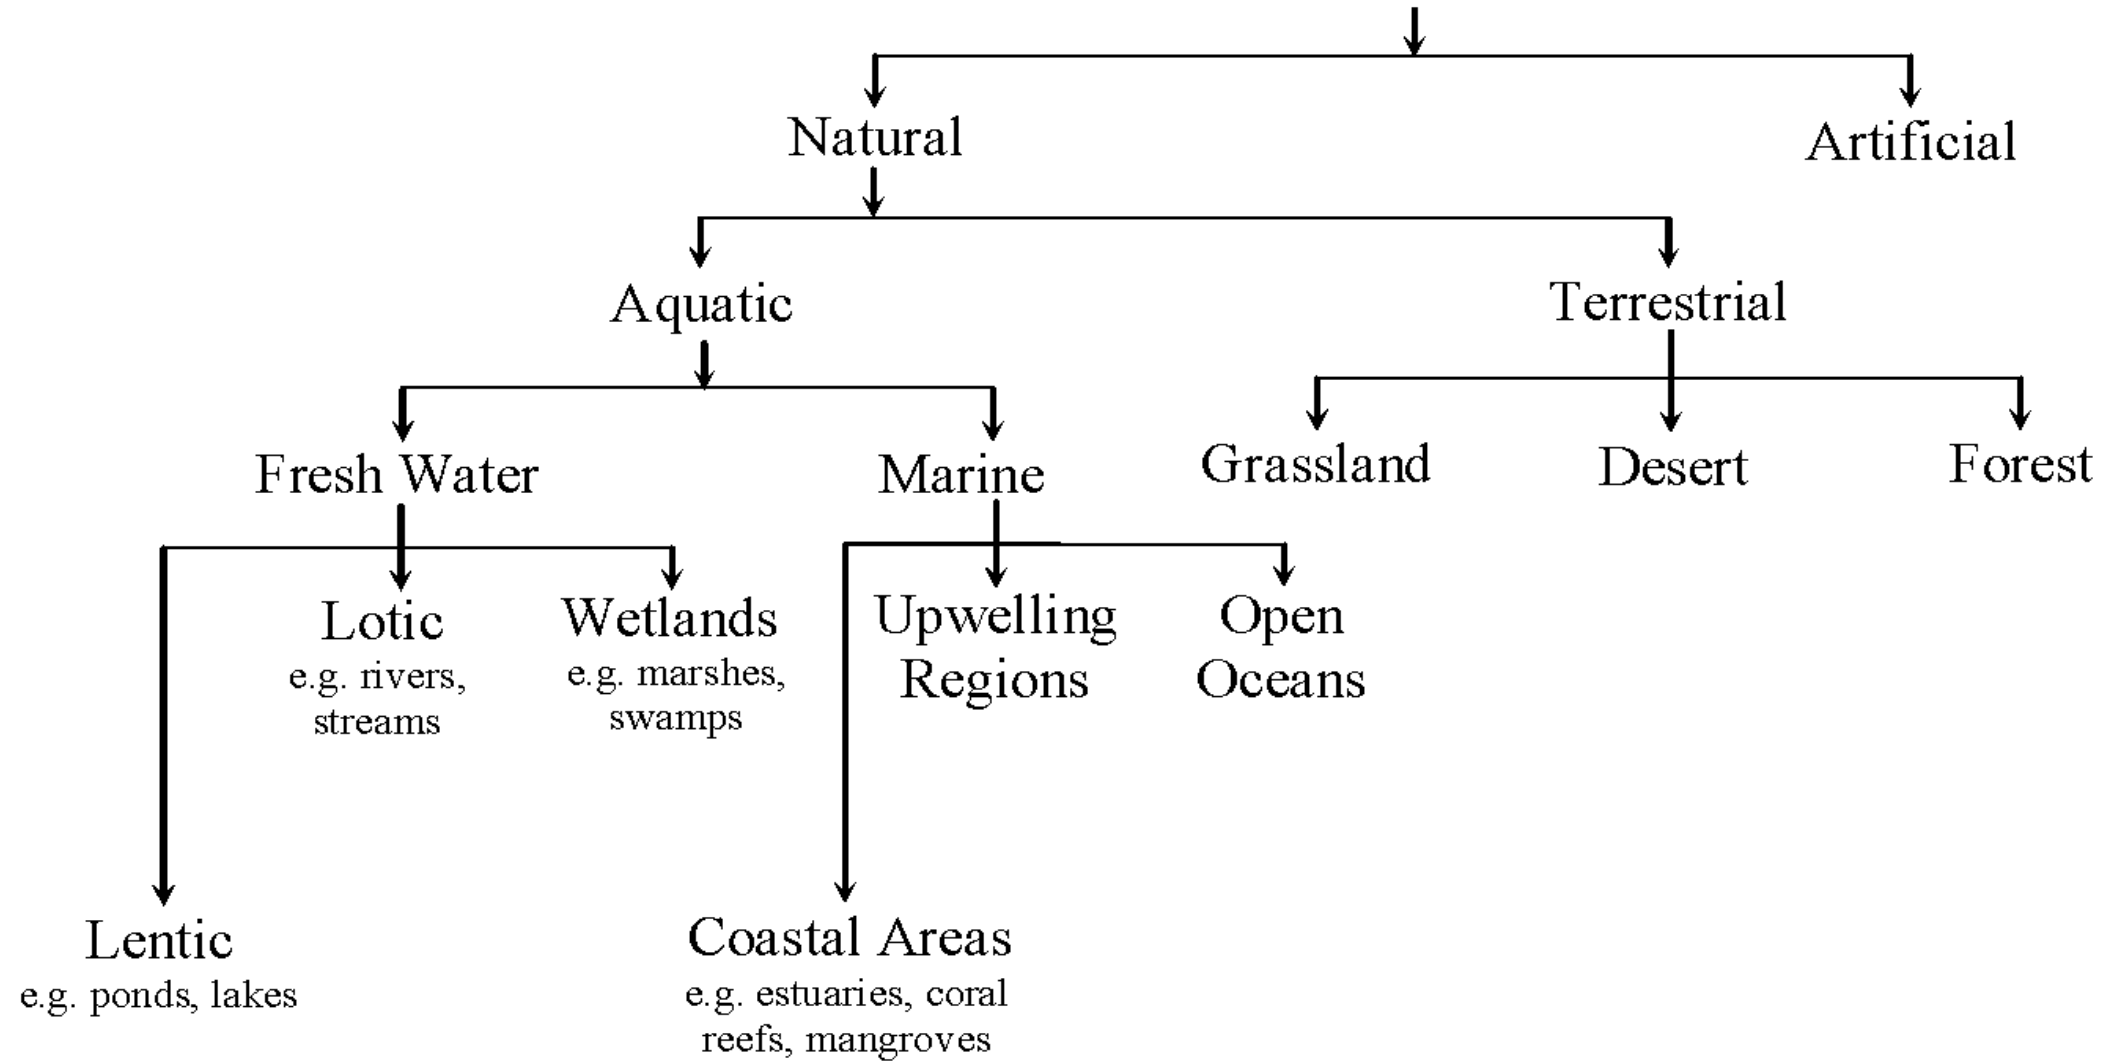 Natural
Artificial
Aquatic
Terrestrial
Fresh Water
Marine
Grassland
Desert
Forest
Lotic
e.g. rivers,
streams
Wetlands
e.g. marshes,
swamps
Upwelling
Regions
Open
Oceans
Lentic
e.g. ponds, lakes
Coastal Areas
e.g. estuaries, coral
reefs, mangroves